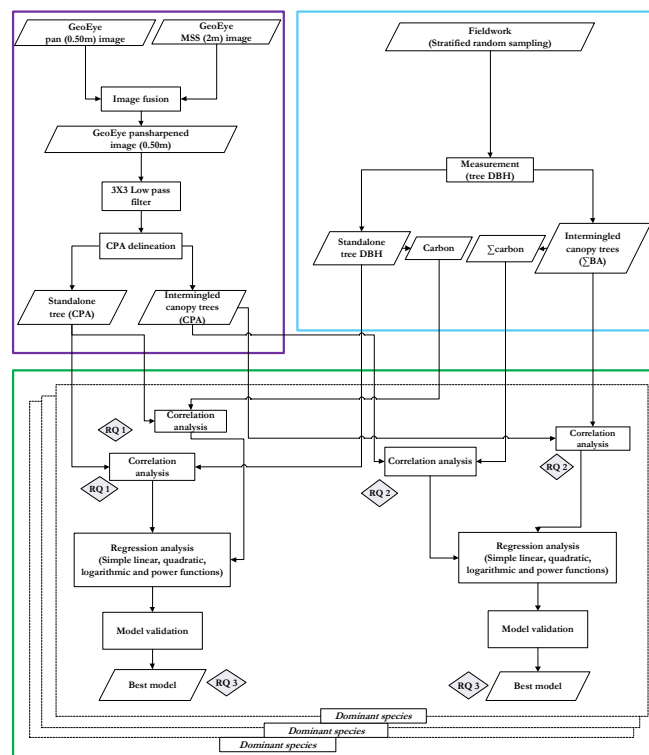 GeoEye
pan (0.50m) image
GeoEye
MSS (2m) image
Image fusion
GeoEye pansharpened
image (0.50m)
3X3 Low pass
filter
CPA delineation
Standalone
tree (CPA)
Intermingled
canopy trees
(CPA)
Fieldwork
(Stratified random sampling)
Measurement
(tree DBH)
Standalone
tree DBH
Carbon
∑carbon
Intermingled
canopy trees
(∑BA)
RQ 1
Correlation
analysis
Correlation
analysis
RQ 1
Correlation analysis
RQ 2
Correlation
analysis
RQ 2
Regression analysis
(Simple linear, quadratic,
logarithmic and power functions)
Regression analysis
(Simple linear, quadratic,
logarithmic and power functions)
Model validation
Model validation
Best model
RQ 3
RQ 3
Best model
Dominant species
Dominant species
Dominant species